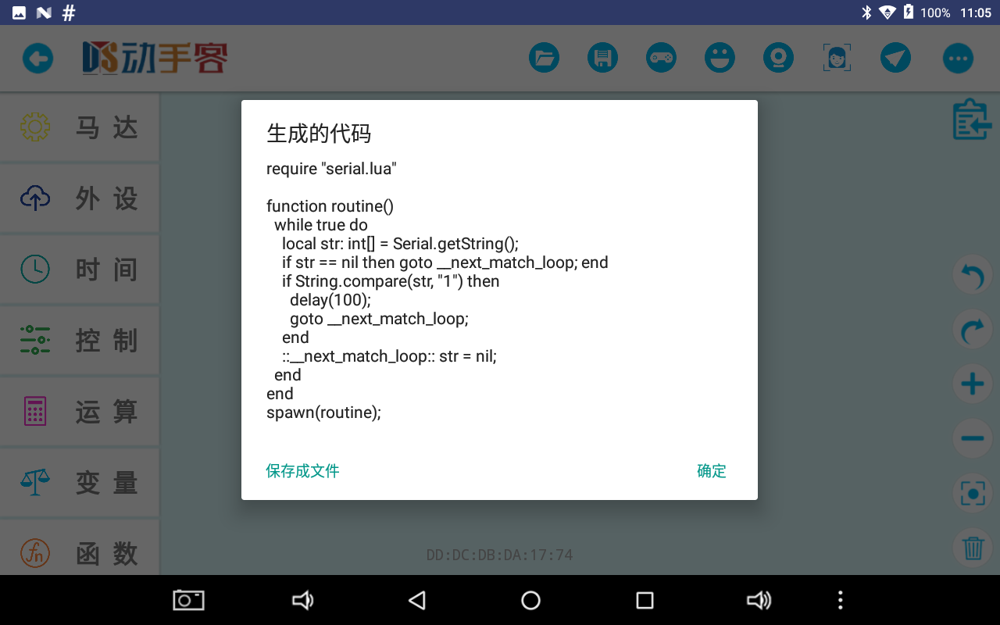 100% 11:05
DS动手客
马 达
外 设
时 间
控 制
运 算
变 量
fn 函 数
生成的代码
require "serial.lua"
function routine()
while true do
local str: int[] = Serial.getString();
if str == nil then goto __next_match_loop; end
if String.compare(str, "1") then
delay(100);
goto __next_match_loop;
end
::__next_match_loop:: str = nil;
end
end
spawn(routine);
保存成文件 确定
DD:DC:DB:DA:17:74